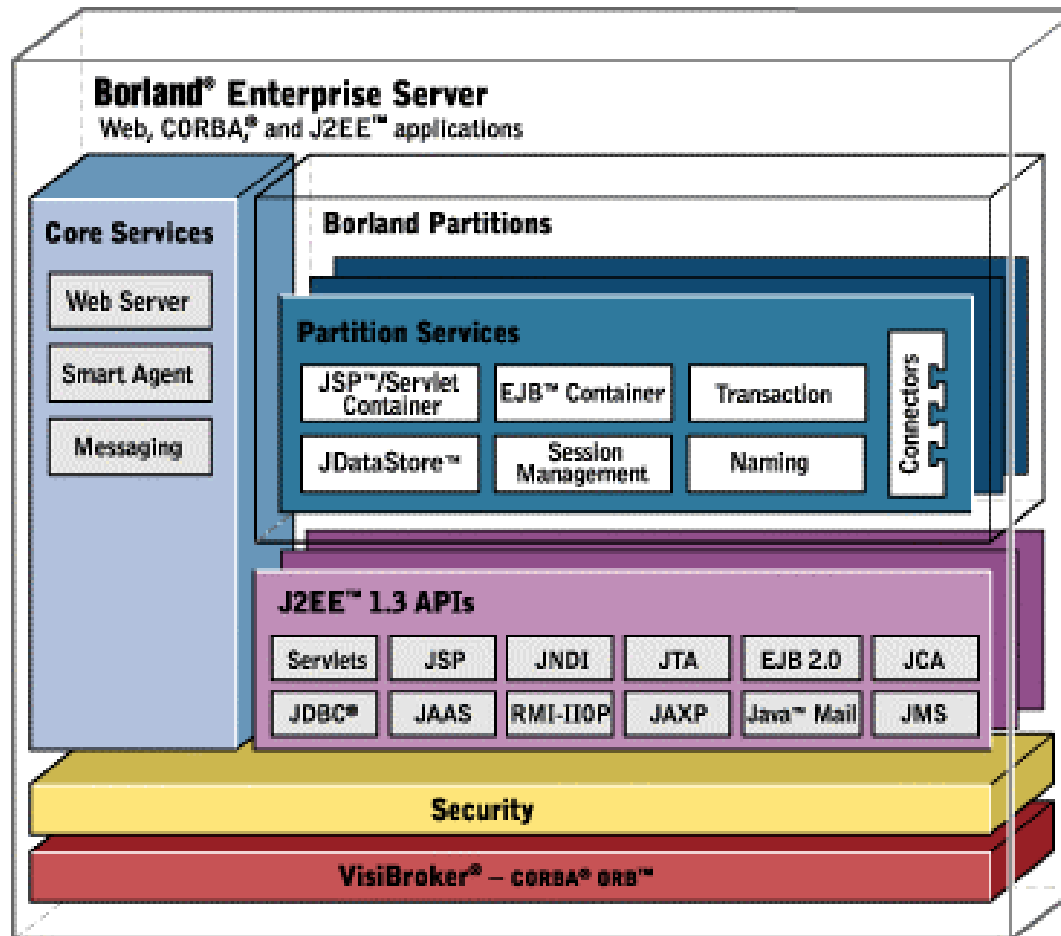 Borland® Enterprise Server
Web, CORBA,® and J2EE™ applications
Core Services
Web Server
Smart Agent
Messaging
Borland Partitions
Partition Services
JSP™/Servlet
Container
EJB™ Container
Transaction
JDataStore™
Session
Management
Naming
Connectors
J2EE™ 1.3 APIs
Servlets
JSP
JNDI
JTA
EJB 2.0
JCA
JDBC®
JAAS
RMI-IIOP
JAXP
Java™ Mail
JMS
Security
VisiBroker® – CORBA® ORB™